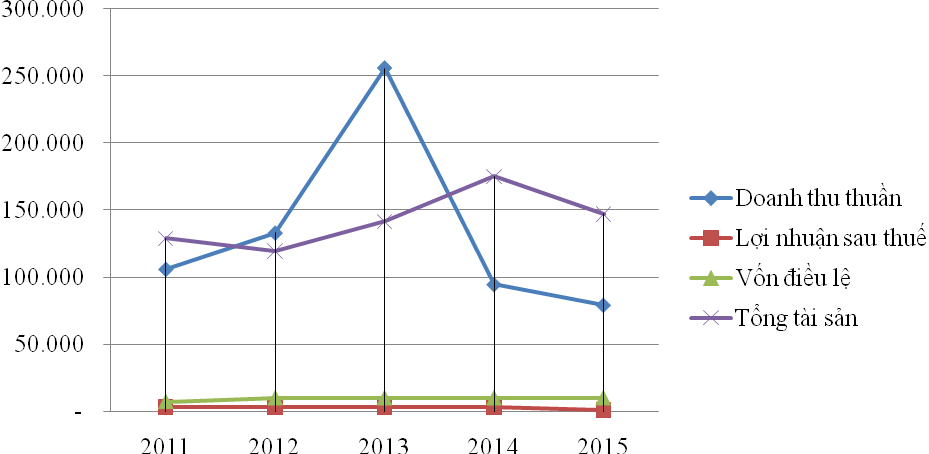 300.000
250.000
200.000
150.000
100.000
50.000
-
2011 2012 2013 2014 2015
Doanh thu thuần
Lợi nhuận sau thuế
Vốn điều lệ
Tổng tài sản